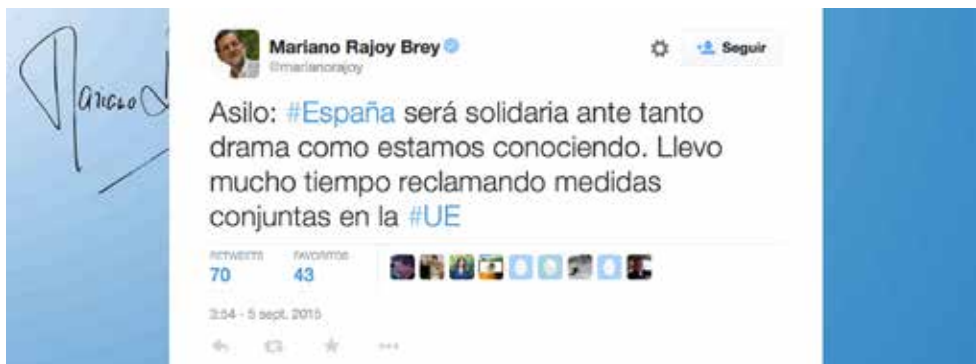 Mariano
Mariano Rajoy Brey
@marianorajoy
Seguir
Asilo: #España será solidaria ante tanto
drama como estamos conociendo. Llevo
mucho tiempo reclamando medidas
conjuntas en la #UE
RETWEETS FAVORITOS
70 43
3:54 - 5 sept. 2015